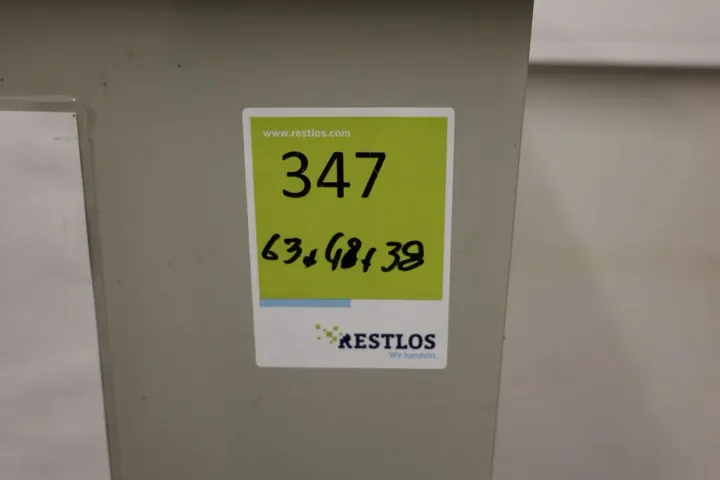 www.restlos.com
347
63x48x38
RESTLOS
Wir handeln.